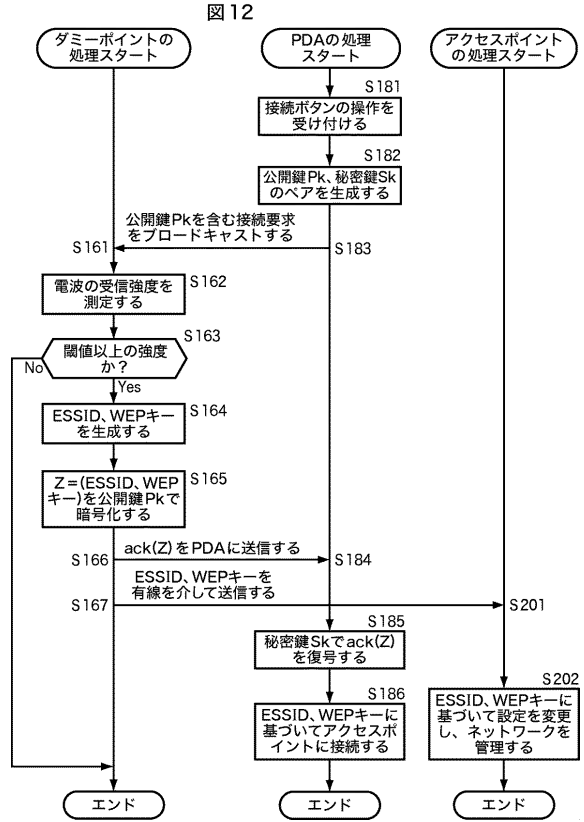 図12
ダミーポイントの
処理スタート
PDAの処理
スタート
アクセスポイント
の処理スタート
S181
接続ボタンの操作を
受け付ける
S182
公開鍵Pk、秘密鍵Sk
のペアを生成する
公開鍵Pkを含む接続要求
をブロードキャストする
S161
S183
電波の受信強度を
測定する
S162
閾値以上の強度
か？
S163
No
Yes
ESSID、WEPキー
を生成する
S164
Z＝(ESSID、WEP
キー)を公開鍵Pkで
暗号化する
S165
ack(Z)をPDAに送信する
S166
S184
ESSID、WEPキーを
有線を介して送信する
S167
S201
S185
秘密鍵Skでack(Z)
を復号する
S186
ESSID、WEPキーに
基づいてアクセスポ
イントに接続する
S202
ESSID、WEPキーに
基づいて設定を変更
し、ネットワークを
管理する
エンド
エンド
エンド